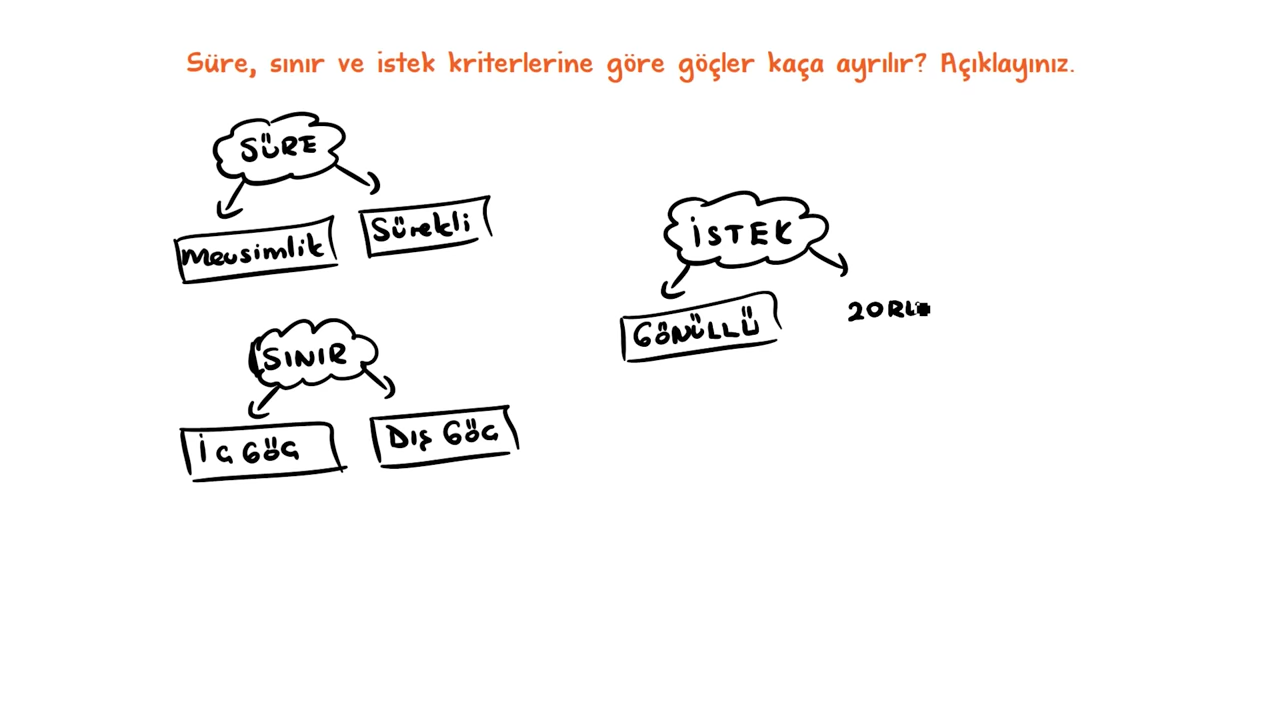 Süre, sınır ve istek kriterlerine göre göçler kaça ayrılır? Açıklayınız.
SÜRE
Mevsimlik
Sürekli
SINIR
İç GÖÇ
Dış GÖÇ
İSTEK
GÖNÜLLÜ